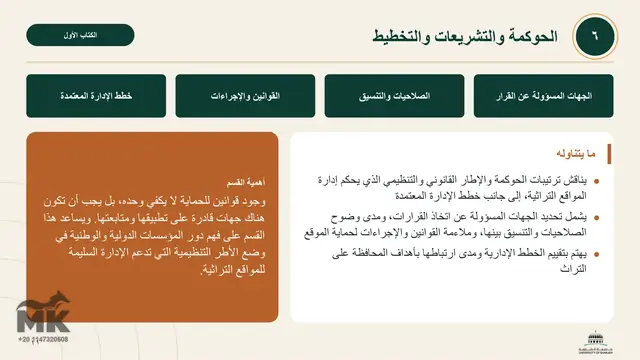 ٦
الحوكمة والتشريعات والتخطيط
الكتاب الأول
الجهات المسؤولة عن القرار
الصلاحيات والتنسيق
القوانين والإجراءات
خطط الإدارة المعتمدة
ما يتناوله
يناقش ترتيبات الحوكمة والإطار القانوني والتنظيمي الذي يحكم إدارة
المواقع التراثية، إلى جانب خطط الإدارة المعتمدة
يشمل تحديد الجهات المسؤولة عن اتخاذ القرارات، ومدى وضوح
الصلاحيات والتنسيق بينها، وملاءمة القوانين والإجراءات لحماية الموقع
يهتم بتقييم الخطط الإدارية ومدى ارتباطها بأهداف المحافظة على
التراث
أهمية القسم
وجود قوانين للحماية لا يكفي وحده، بل يجب أن تكون
هناك جهات قادرة على تطبيقها ومتابعتها. ويساعد هذا
القسم على فهم دور المؤسسات الدولية والوطنية في
وضع الأطر التنظيمية التي تدعم الإدارة السليمة
للمواقع التراثية.
MK
+20 1147320608